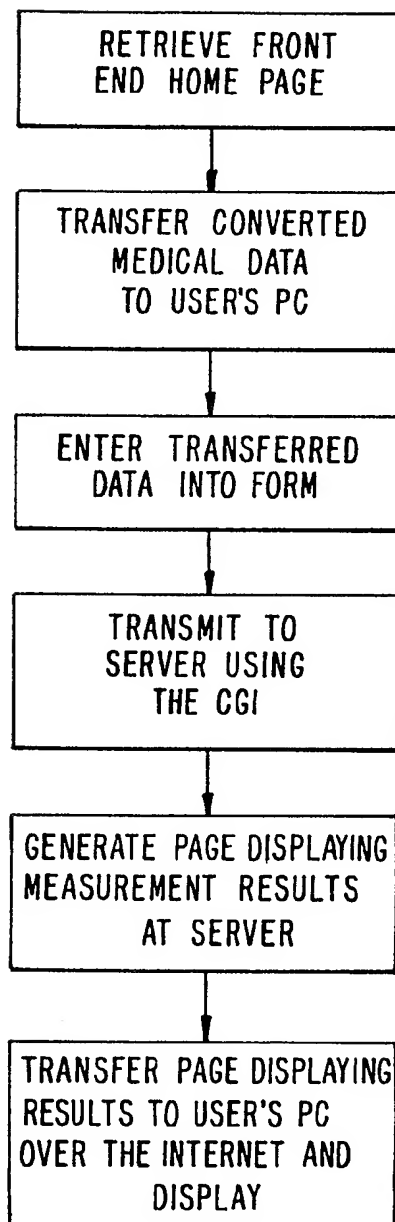 RETRIEVE FRONT
END HOME PAGE
TRANSFER CONVERTED
MEDICAL DATA
TO USER'S PC
ENTER TRANSFERRED
DATA INTO FORM
TRANSMIT TO
SERVER USING
THE CGI
GENERATE PAGE DISPLAYING
MEASUREMENT RESULTS
AT SERVER
TRANSFER PAGE DISPLAYING
RESULTS TO USER'S PC
OVER THE INTERNET AND
DISPLAY